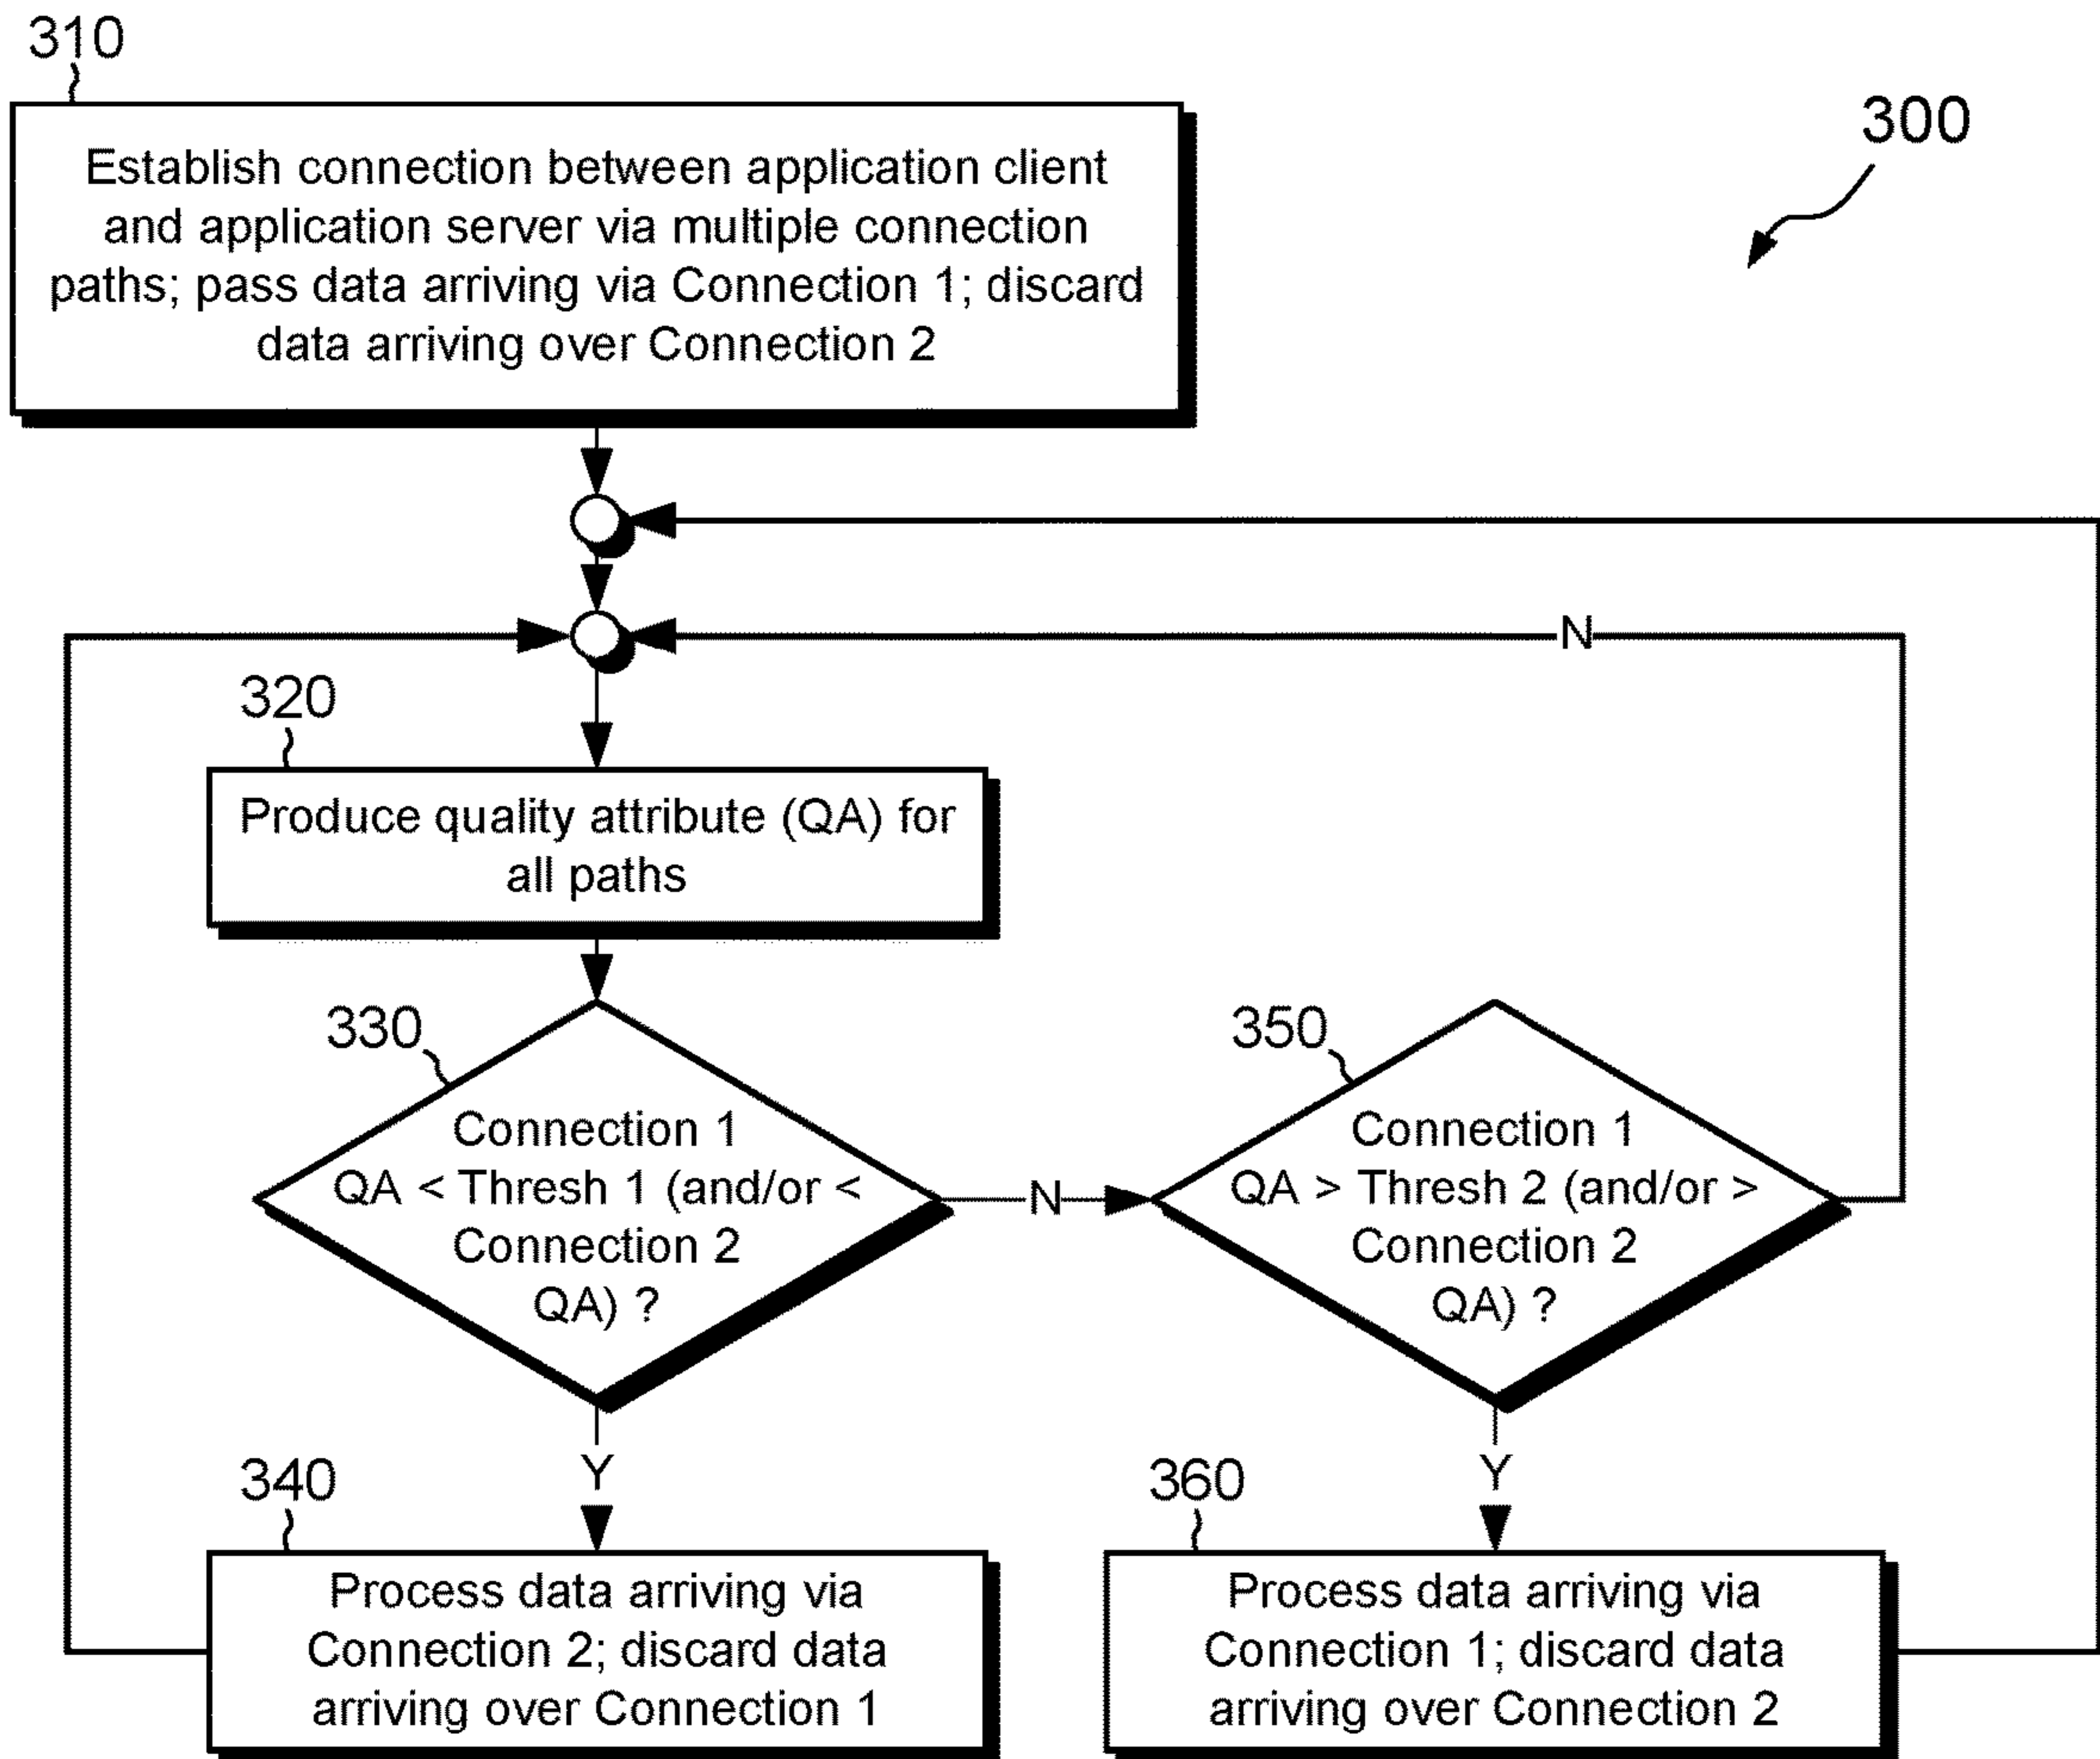 310
Establish connection between application client
and application server via multiple connection
paths; pass data arriving via Connection 1; discard
data arriving over Connection 2
300
N
320
Produce quality attribute (QA) for
all paths
330
Connection 1
QA < Thresh 1 (and/or <
Connection 2
QA) ?
N
350
Connection 1
QA > Thresh 2 (and/or >
Connection 2
QA) ?
Y
Y
340
Process data arriving via
Connection 2; discard data
arriving over Connection 1
360
Process data arriving via
Connection 1; discard data
arriving over Connection 2